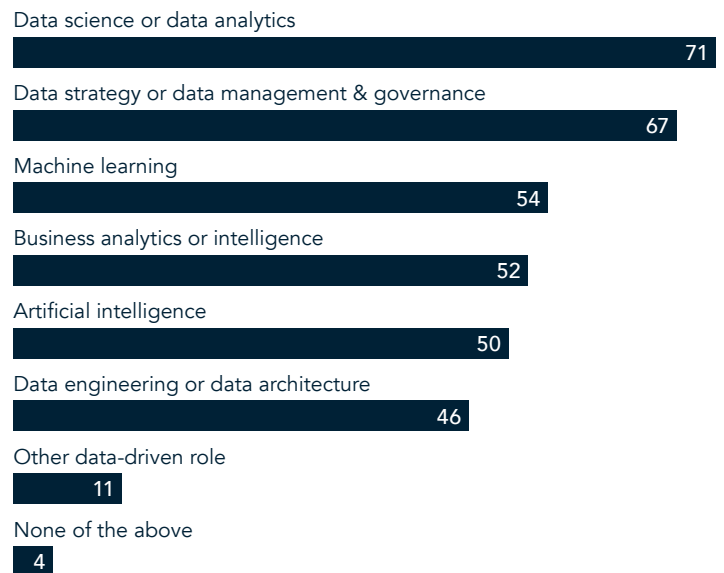 Data science or data analytics
71
Data strategy or data management & governance
67
Machine learning
54
Business analytics or intelligence
52
Artificial intelligence
50
Data engineering or data architecture
46
Other data-driven role
11
None of the above
4